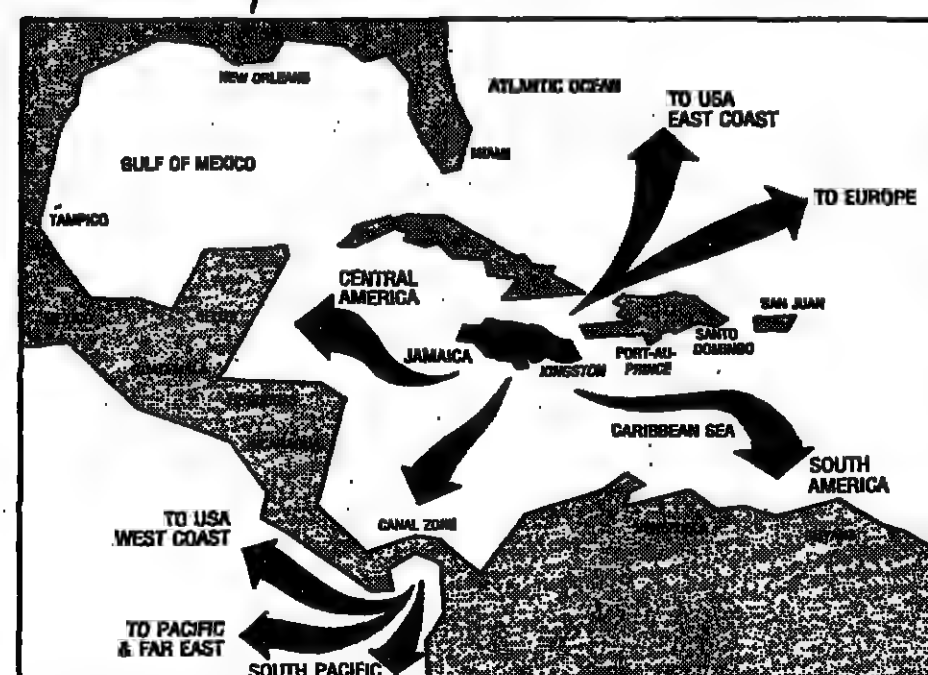 NEW ORLEANS
ATLANTIC OCEAN
TO USA
EAST COAST
MIAMI
GULF OF MEXICO
TAMPICO
TO EUROPE
CENTRAL
AMERICA
SAN JUAN
JAMAICA
KINGSTON
PORT-AU-
PRINCE
SANTO
DOMINGO
CARIBBEAN SEA
SOUTH
AMERICA
CANAL ZONE
TO USA
WEST COAST
TO PACIFIC
& FAR EAST
SOUTH PACIFIC